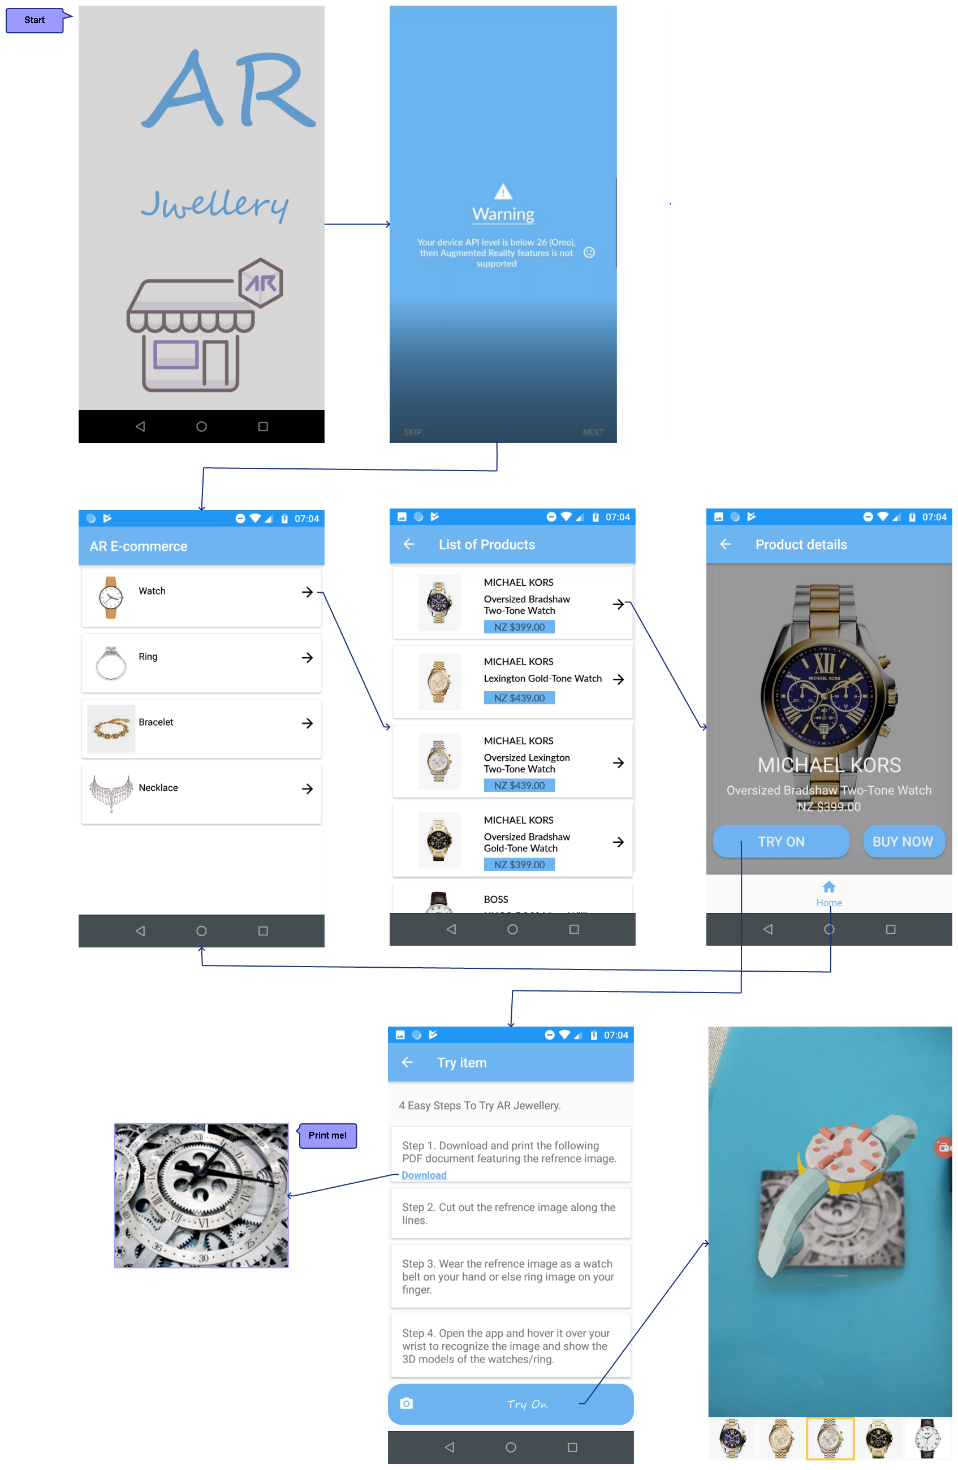 Start
AR
Jwellery
AR
Warning
Your device API level is below 26 (Oreo),
then Augmented Reality features is not
supported
SKIP
NEXT
07:04
AR E-commerce
Watch
Ring
Bracelet
Necklace
07:04
List of Products
MICHAEL KORS
Oversized Bradshaw
Two-Tone Watch
NZ $399.00
MICHAEL KORS
Lexington Gold-Tone Watch
NZ $439.00
MICHAEL KORS
Oversized Lexington
Two-Tone Watch
NZ $439.00
MICHAEL KORS
Oversized Bradshaw
Gold-Tone Watch
NZ $399.00
BOSS
07:04
Product details
MICHAEL KORS
MICHAEL KORS
Oversized Bradshaw Two-Tone Watch
NZ $399.00
TRY ON
BUY NOW
Home
Print me!
07:04
Try item
4 Easy Steps To Try AR Jewellery.
Step 1. Download and print the following
PDF document featuring the refrence image.
Download
Step 2. Cut out the refrence image along the
lines.
Step 3. Wear the refrence image as a watch
belt on your hand or else ring image on your
finger.
Step 4. Open the app and hover it over your
wrist to recognize the image and show the
3D models of the watches/ring.
Try On